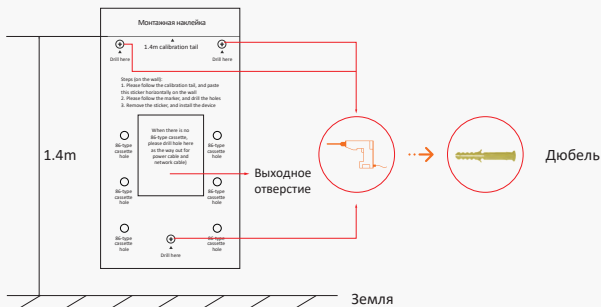 Монтажная наклейка
1.4m calibration tail
Drill here
Drill here
Steps (on the wall):
1. Please follow the calibration tail, and paste
this sticker horizontally on the wall
2. Please follow the marker, and drill the holes
3. Remove the sticker, and install the device
When there is no
86-type cassette,
please drill hole here
as the way out for
power cable and
network cable)
86-type
cassette
hole
86-type
cassette
hole
1.4m
Дюбель
Выходное
отверстие
86-type
cassette
hole
86-type
cassette
hole
86-type
cassette
hole
Drill here
86-type
cassette
hole
Земля